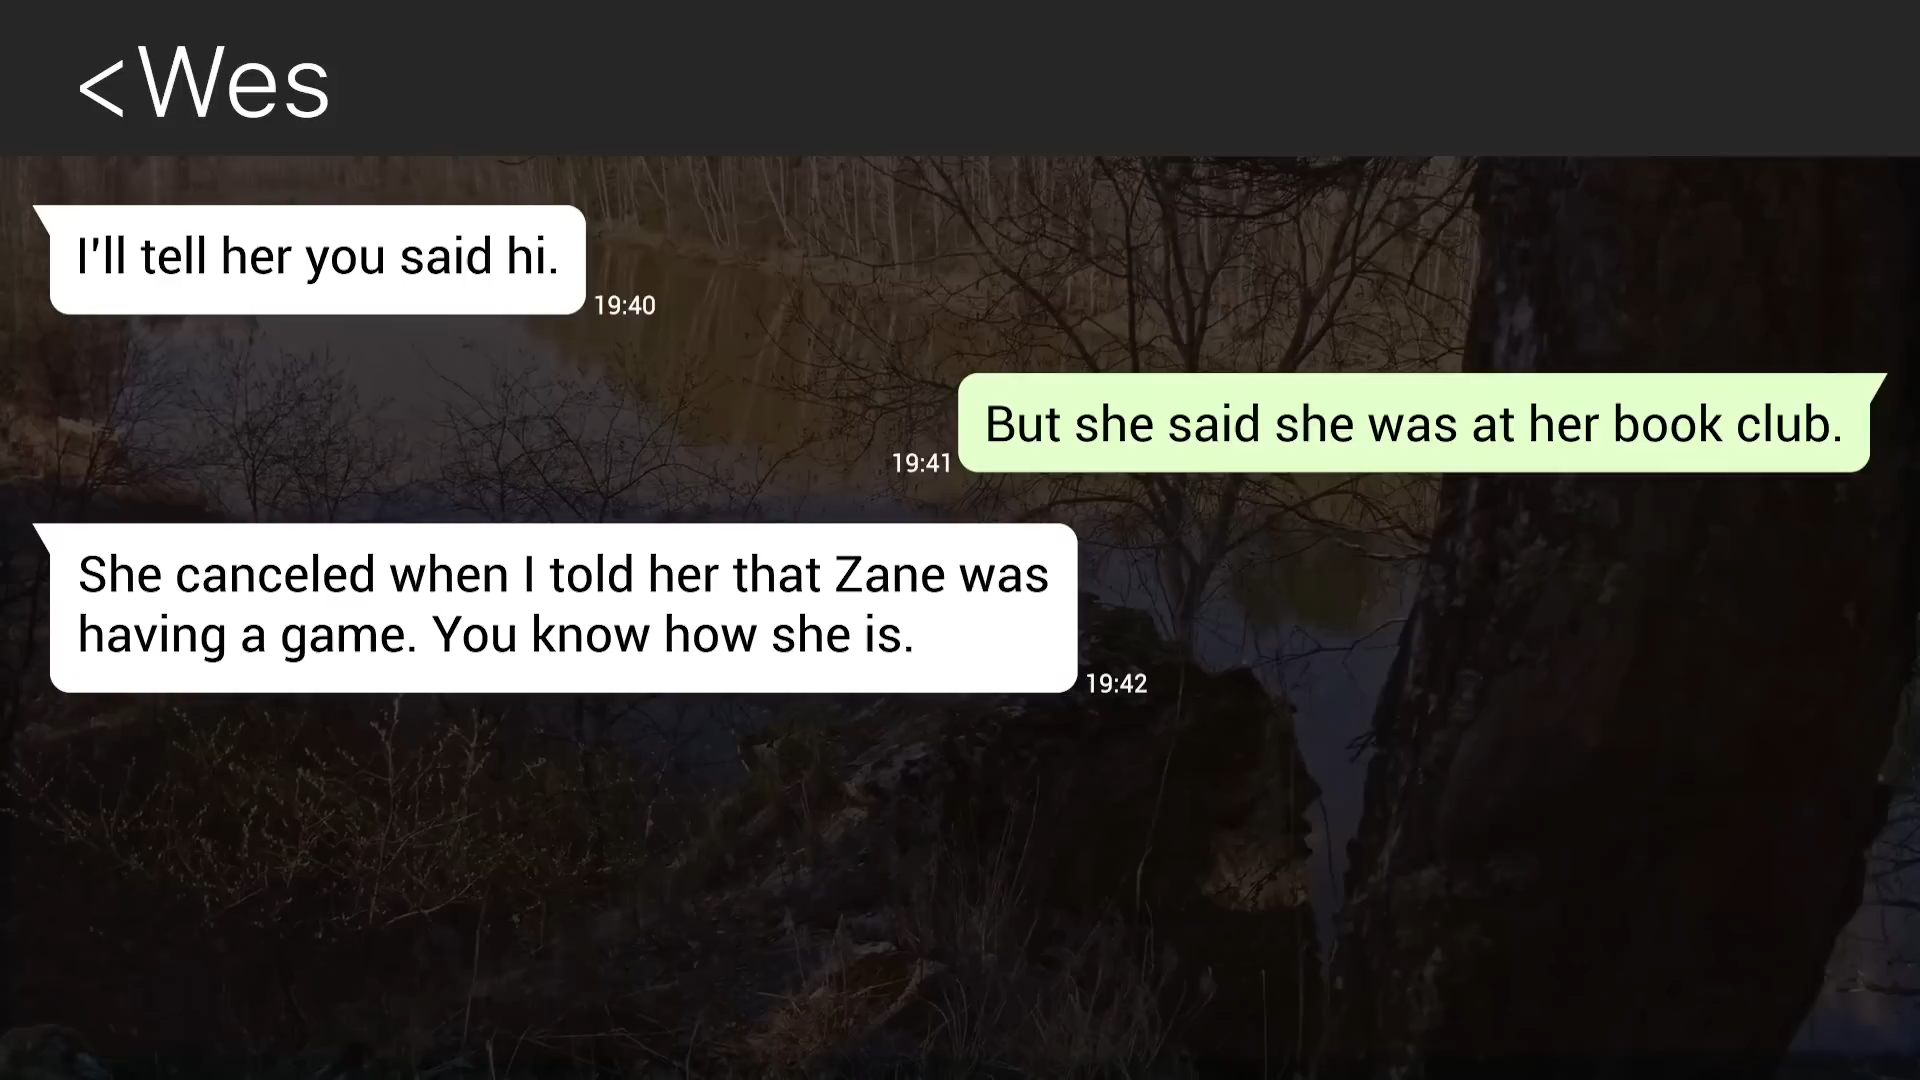 <Wes
I'll tell her you said hi.
19:40
But she said she was at her book club.
19:41
She canceled when I told her that Zane was
having a game. You know how she is.
19:42